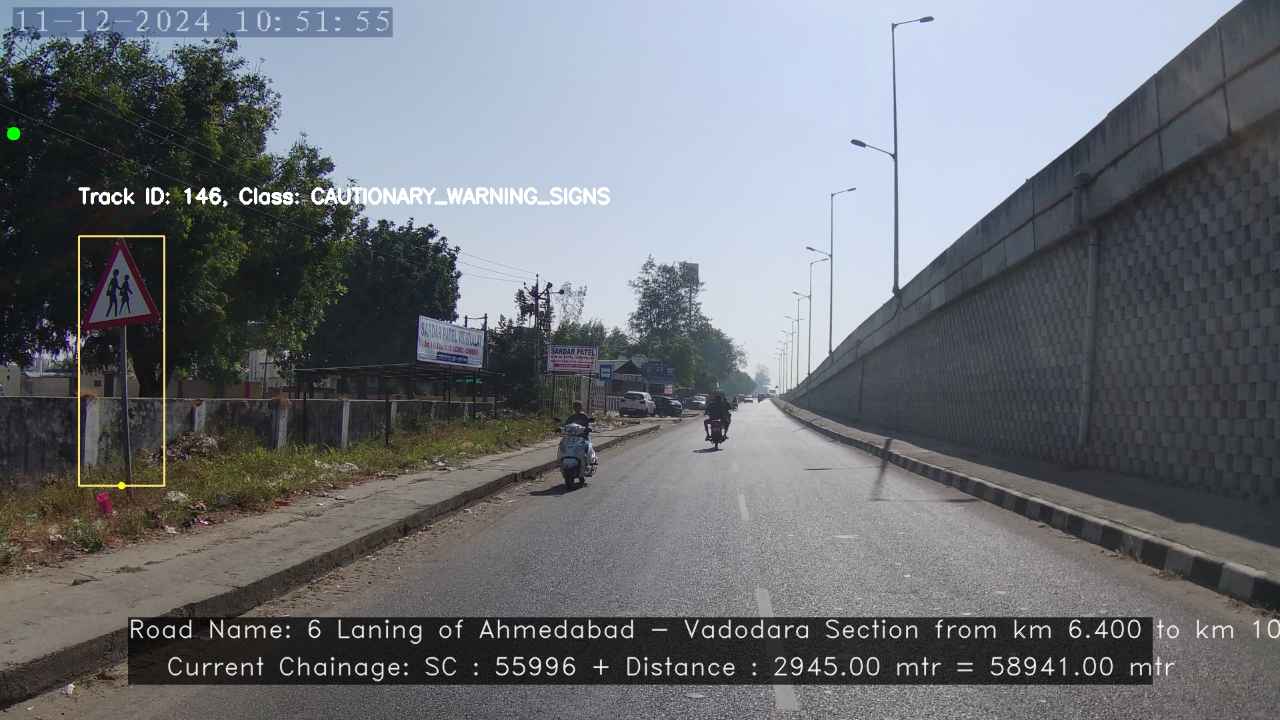 11-12-2024 10:51:55
Track ID: 146, Class: CAUTIONARY_WARNING_SIGNS
SARDAR PATEL
Road Name: 6 Laning of Ahmedabad - Vadodara Section from km 6.400 to km 10
Current Chainage: SC : 55996 + Distance : 2945.00 mtr = 58941.00 mtr